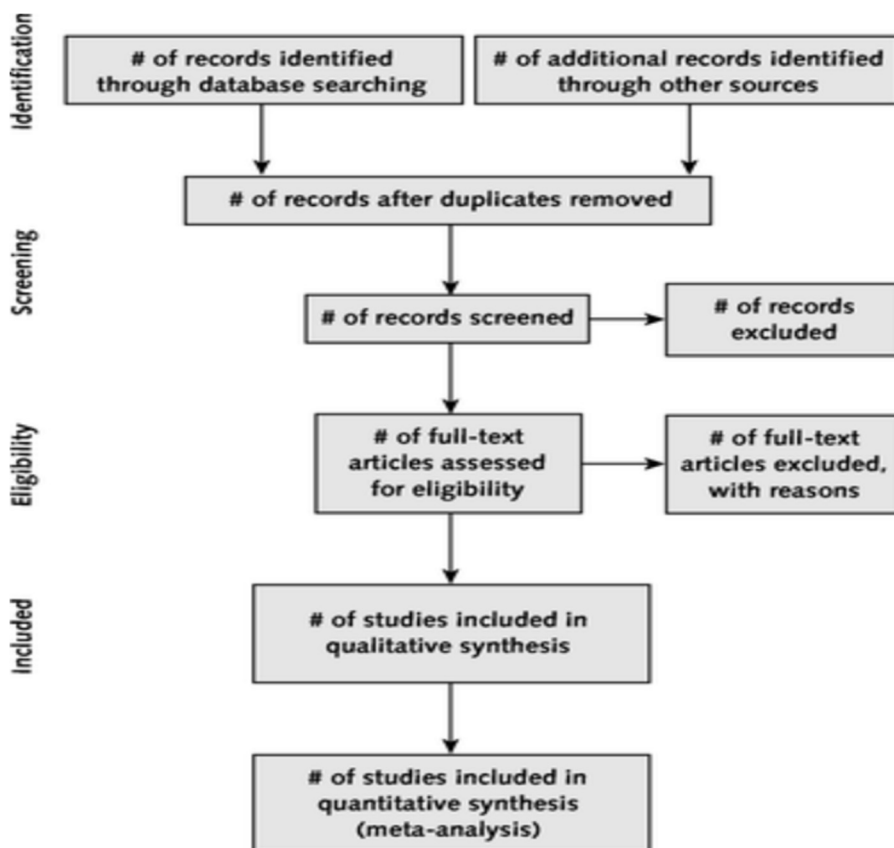 Identification
# of records identified
through database searching
# of additional records identified
through other sources
# of records after duplicates removed
Screening
# of records screened
# of records
excluded
Eligibility
# of full-text
articles assessed
for eligibility
# of full-text
articles excluded,
with reasons
Included
# of studies included in
qualitative synthesis
# of studies included in
quantitative synthesis
(meta-analysis)